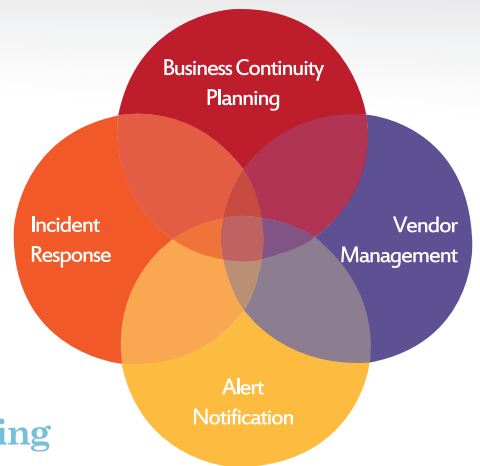 Business Continuity
Planning
Incident
Response
Vendor
Management
Alert
Notification
ing